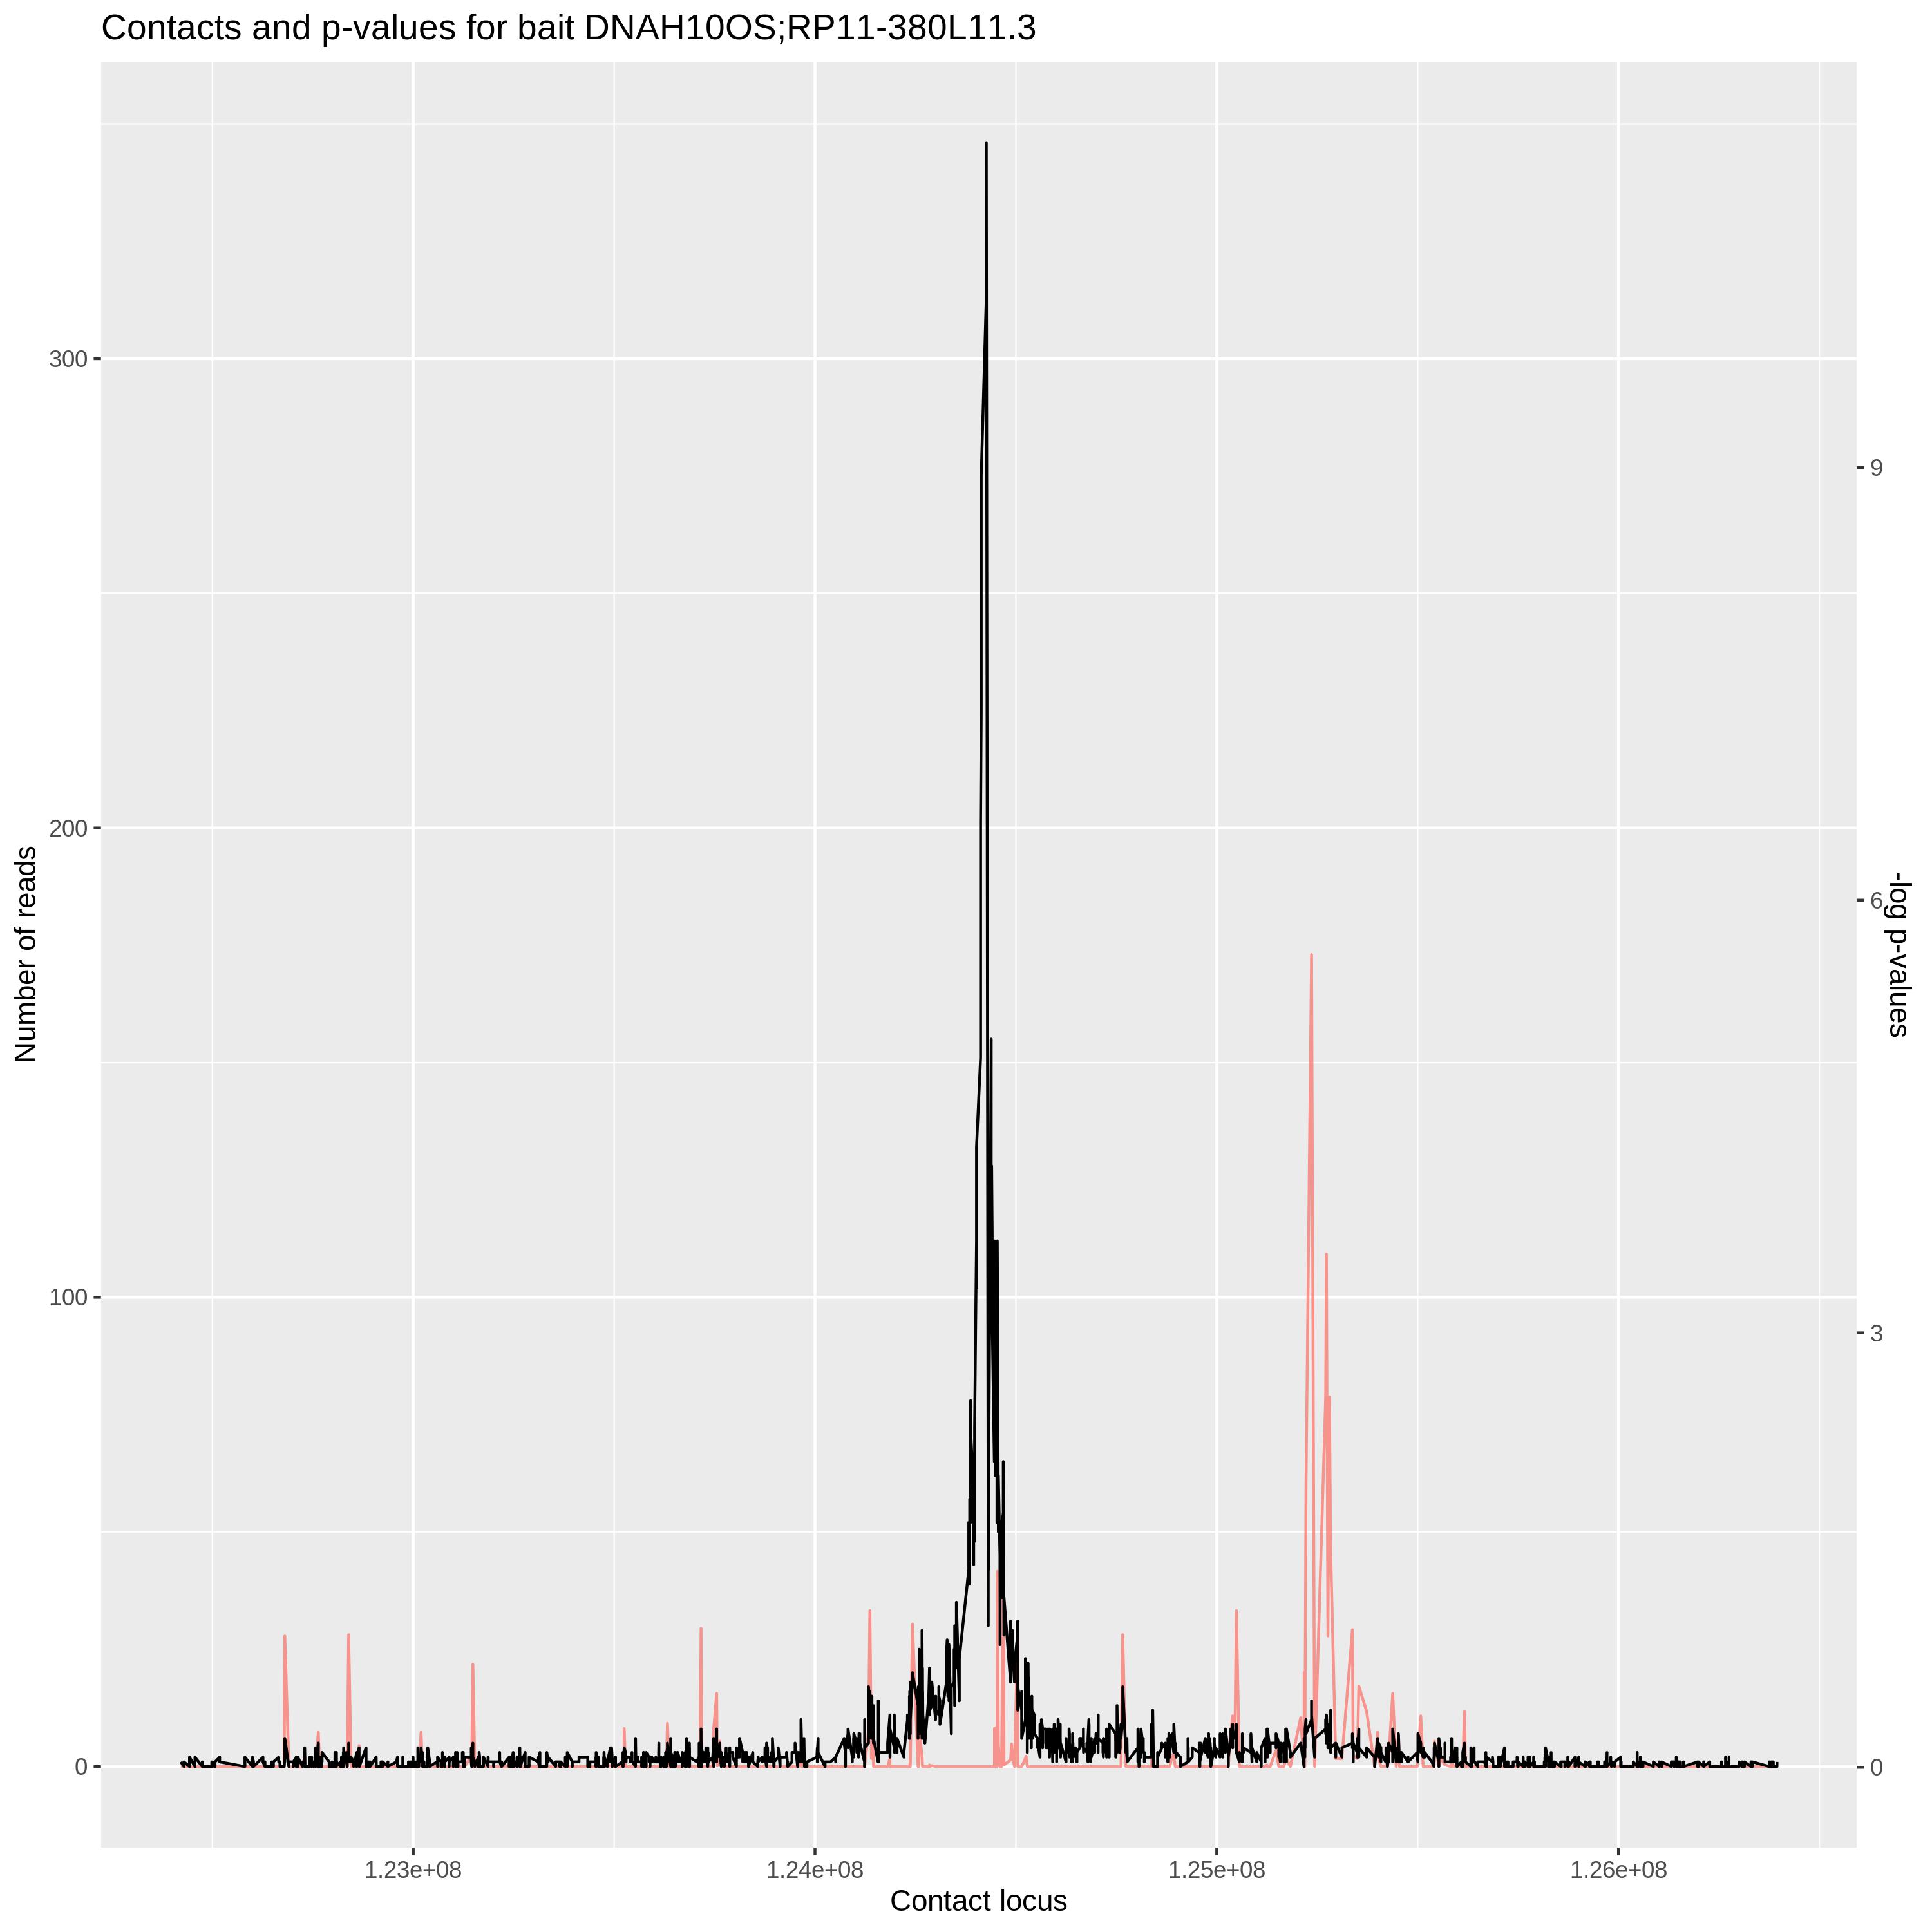 Contacts and p-values for bait DNAH10OS;RP11-380L11.3
Number of reads
300
200
100
0
9
6
3
0
-log p-values
1.23e+08 1.24e+08 1.25e+08 1.26e+08
Contact locus